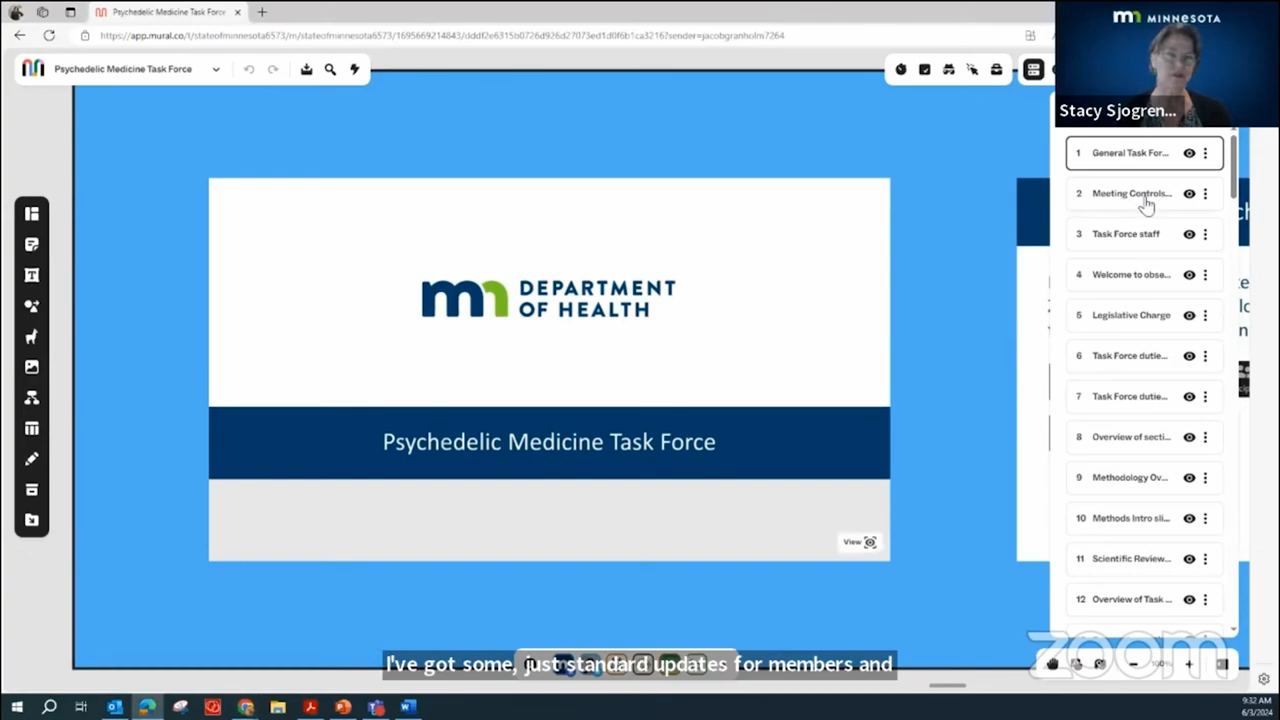 Psychedelic Medicine Task Force
https://app.mural.co/t/stateofminnesota6573/m/stateofminnesota6573/1695669214843/dddf2e6315b0726d926d27073ed1d0f6b1ca3216?sender=jacobgranholm7264
Psychedelic Medicine Task Force
mn MINNESOTA
Stacy Sjogren...
1 General Task For...
2 Meeting Controls...
3 Task Force staff
4 Welcome to obse...
5 Legislative Charge
6 Task Force dutie...
7 Task Force dutie...
8 Overview of secti...
9 Methodology Ov...
10 Methods Intro sli...
11 Scientific Review...
12 Overview of Task ...
mn DEPARTMENT
OF HEALTH
Psychedelic Medicine Task Force
View
I've got some, just standard updates for members and
zoom
100%
9:32 AM
6/3/2024